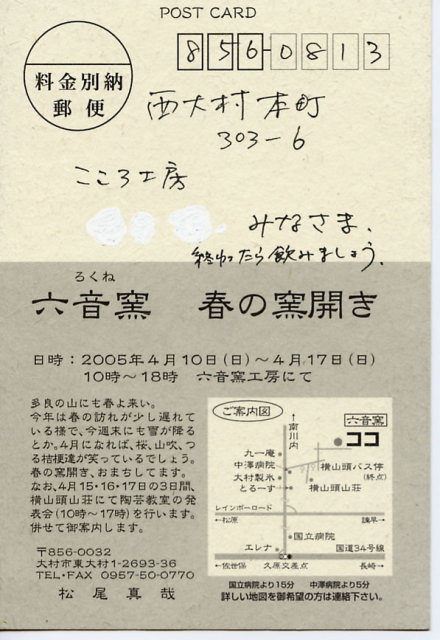 POST CARD
料金別納
郵便
856-0813
西大村本町
303-6
こころ工房
みなさま、
終わったら飲みましょう。
ろくね
六音窯 春の窯開き
日時：2005年4月10日(日)～4月17日(日)
10時～18時 六音窯工房にて
多良の山にも春よ来い。
今年は春の訪れが少し遅れて
いる様で、今週末にも雪が降る
とか。4月になれば、桜、山吹、つ
る桔梗達が笑っているでしょう。
春の窯開き、おまちしてます。
なお4月15・16・17日の3日間、
横山頭山荘にて陶芸教室の発
表会(10時～17時)を行います。
併せて御案内します。
〒856-0032
大村市東大村1-2693-36
TEL・FAX 0957-50-0770
松尾真哉
ご案内図
↑南川内
六音窯
ココ
九一庵
中澤病院
大村製氷
とるーす
横山頭バス停
(終点)
横山頭山荘
レインボーロード
←松原
諫早→
国立病院
エレナ
国道34号線
←佐世保
久原交差点
長崎→
国立病院より15分 中澤病院より5分
詳しい地図を御希望の方は連絡下さい。